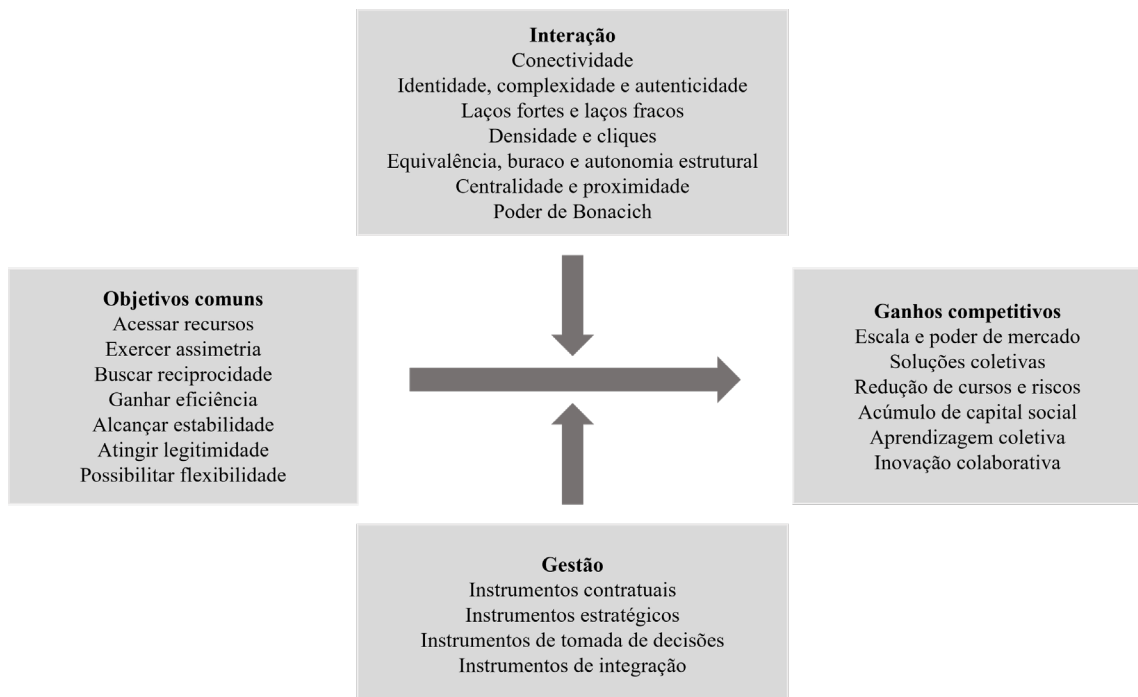 Interação
Conectividade
Identidade, complexidade e autenticidade
Laços fortes e laços fracos
Densidade e cliques
Equivalência, buraco e autonomia estrutural
Centralidade e proximidade
Poder de Bonacich
Objetivos comuns
Acessar recursos
Exercer assimetria
Buscar reciprocidade
Ganhar eficiência
Alcançar estabilidade
Atingir legitimidade
Possibilitar flexibilidade
Ganhos competitivos
Escala e poder de mercado
Soluções coletivas
Redução de cursos e riscos
Acúmulo de capital social
Aprendizagem coletiva
Inovação colaborativa
Gestão
Instrumentos contratuais
Instrumentos estratégicos
Instrumentos de tomada de decisões
Instrumentos de integração